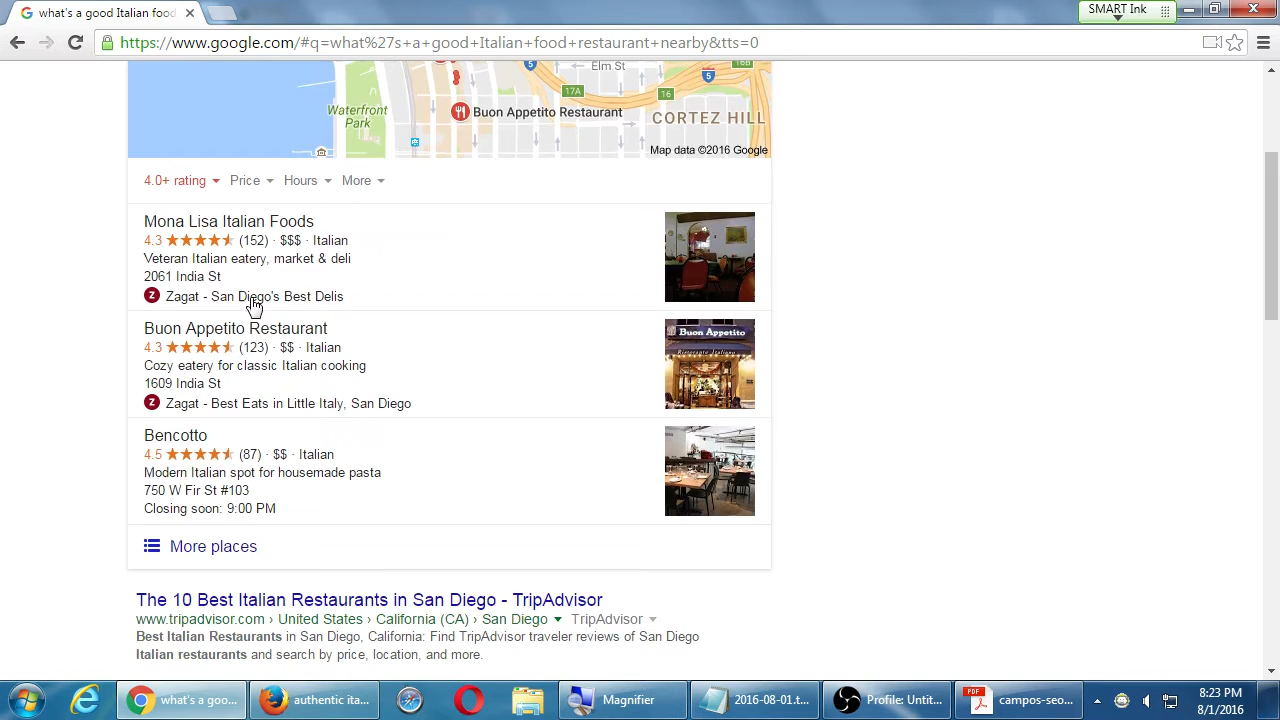 what's a good Italian food
SMART Ink
https://www.google.com/#q=what%27s+a+good+Italian+food+restaurant+nearby&tts=0
Elm St
5
16B
5
17A
16
Waterfront
Park
Buon Appetito Restaurant
CORTEZ HILL
Map data ©2016 Google
4.0+ rating
Price
Hours
More
Mona Lisa Italian Foods
4.3 (152) · $$$ · Italian
Veteran Italian eatery, market & deli
2061 India St
Z Zagat - San Diego's Best Delis
Buon Appetito Restaurant
4.3 (123) · $$ · Italian
Cozy eatery for classic Italian cooking
1609 India St
Z Zagat - Best Eats in Little Italy, San Diego
Buon Appetito
Ristorante Italiano
Bencotto
4.5 (87) · $$ · Italian
Modern Italian spot for housemade pasta
750 W Fir St #103
Closing soon: 9:00 PM
More places
The 10 Best Italian Restaurants in San Diego - TripAdvisor
www.tripadvisor.com › United States › California (CA) › San Diego TripAdvisor
Best Italian Restaurants in San Diego, California: Find TripAdvisor traveler reviews of San Diego
Italian restaurants and search by price, location, and more.
what's a goo...
authentic ita...
Magnifier
2016-08-01.t...
Profile: Untit...
PDF
campos-seo...
8:23 PM
8/1/2016